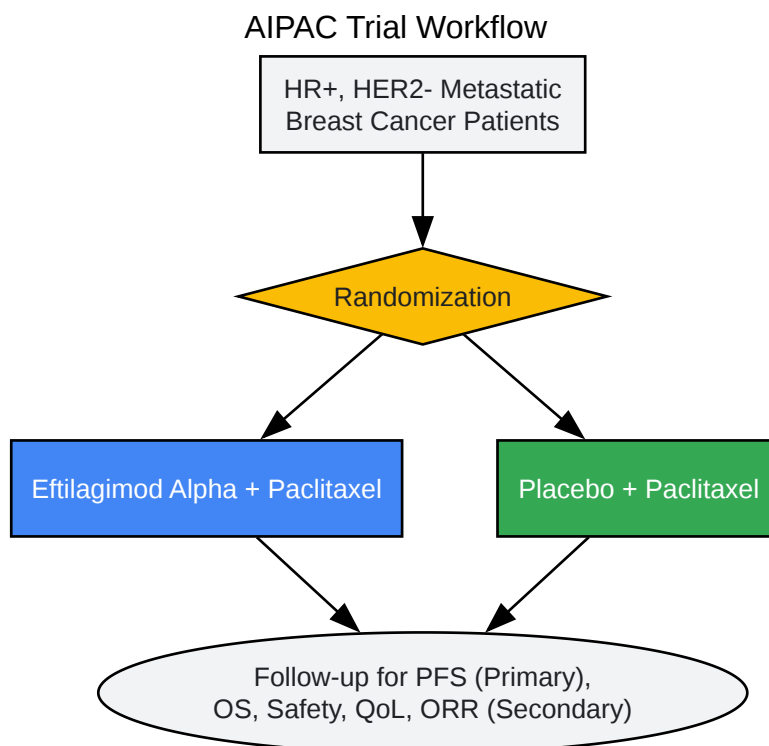 AIPAC Trial Workflow
HR+, HER2- Metastatic
Breast Cancer Patients
Randomization
Eftilagimod Alpha + Paclitaxel
Placebo + Paclitaxel
Follow-up for PFS (Primary),
OS, Safety, QoL, ORR (Secondary)